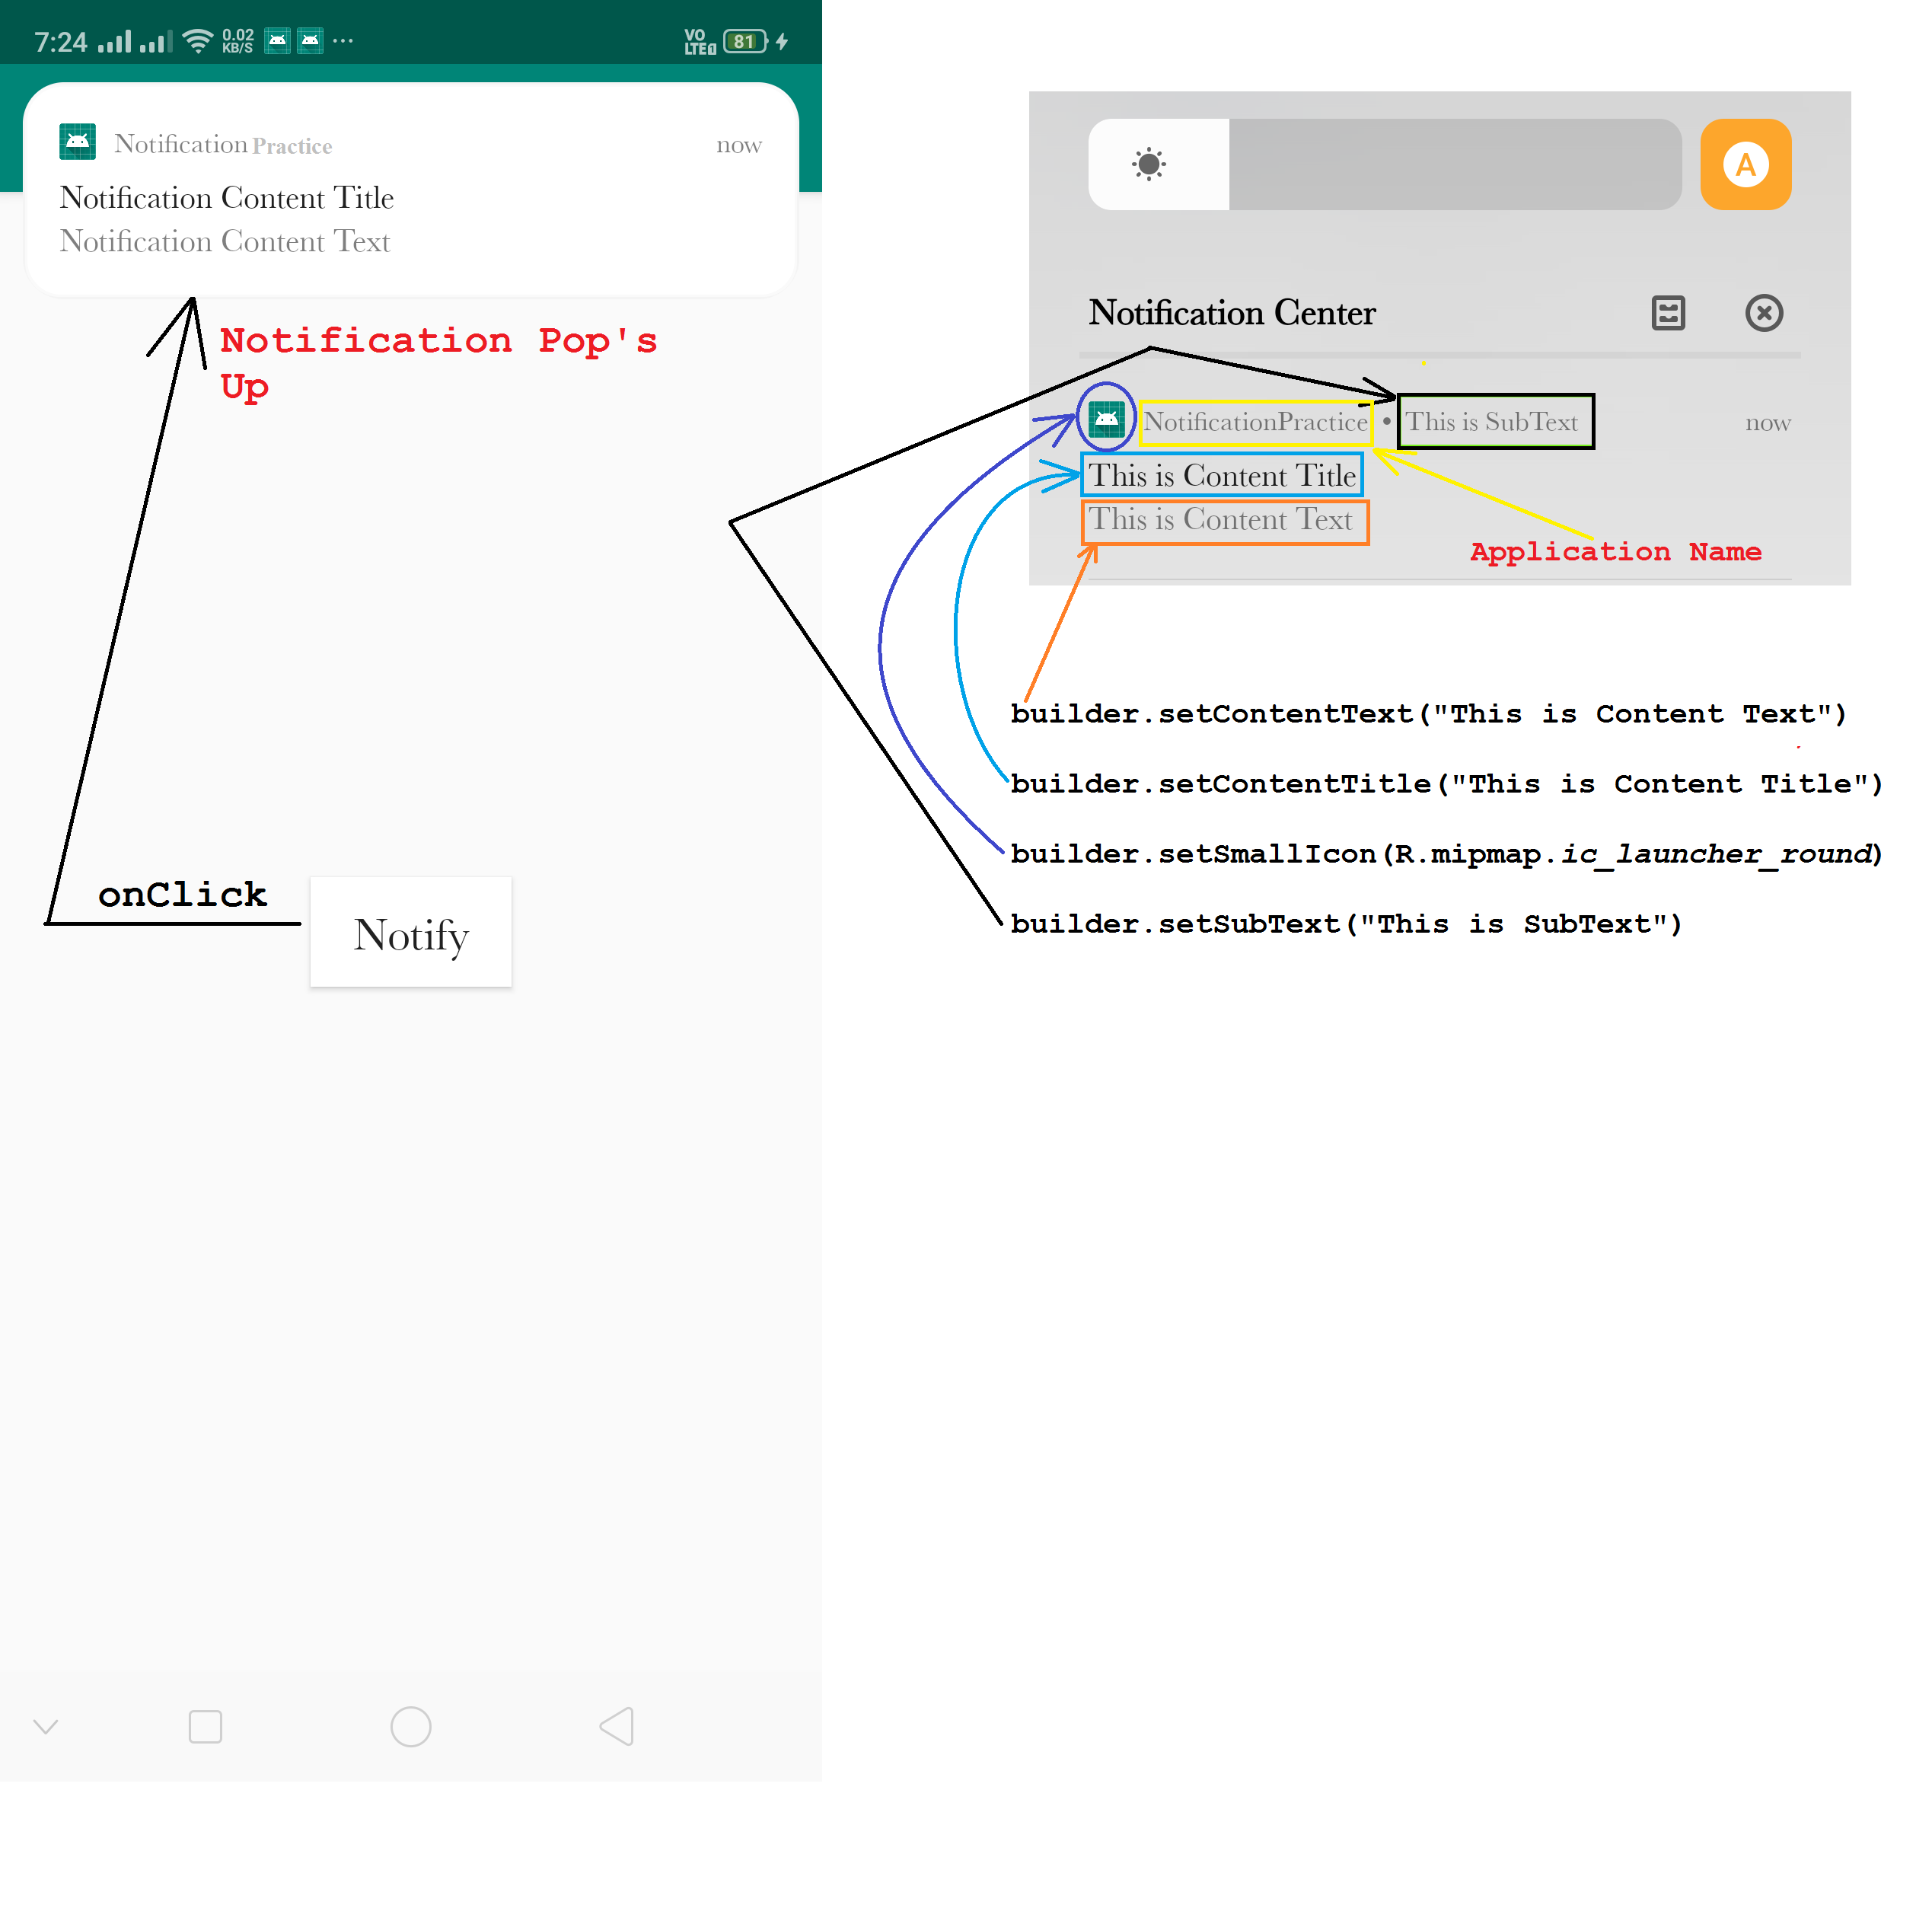 7:24 0.02 KB/S ... VO LTE 81
NotificationPractice now
Notification Content Title
Notification Content Text
Notification Pop's
Up
onClick
Notify
A
Notification Center
NotificationPractice • This is SubText now
This is Content Title
This is Content Text
Application Name
builder.setContentText("This is Content Text")
builder.setContentTitle("This is Content Title")
builder.setSmallIcon(R.mipmap.ic_launcher_round)
builder.setSubText("This is SubText")